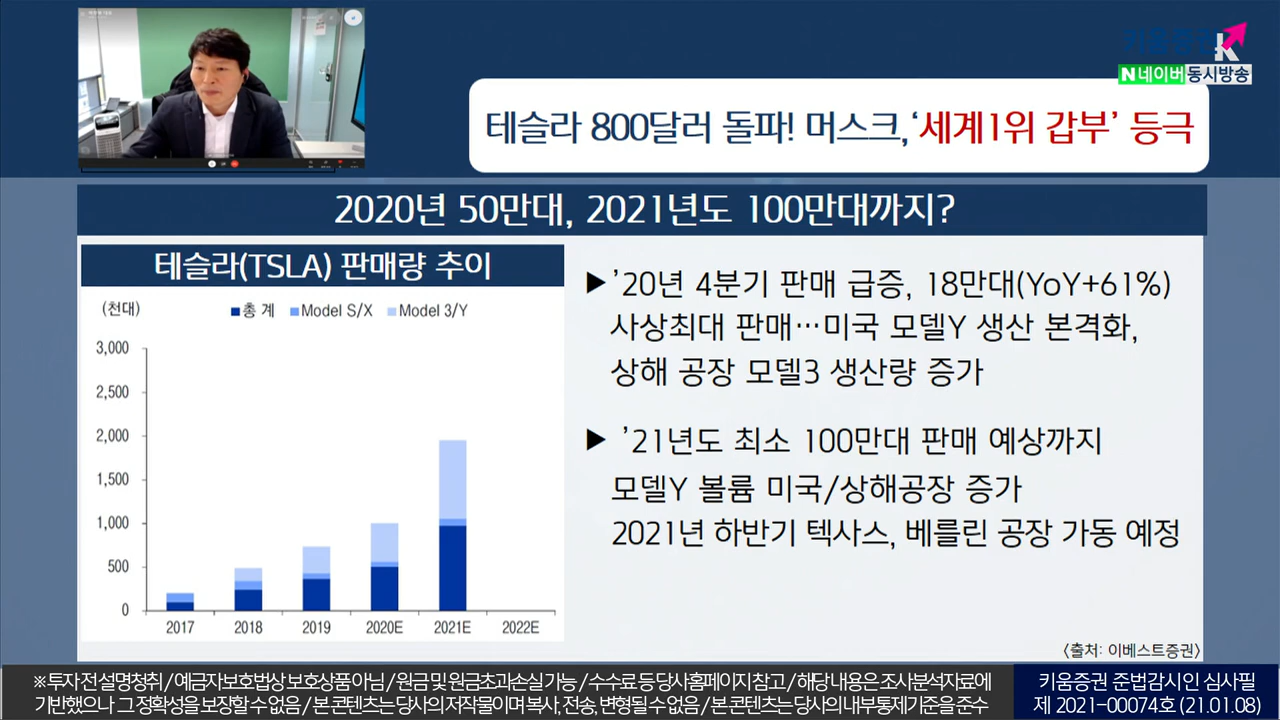 키움증권
N 네이버 동시방송
테슬라 800달러 돌파! 머스크, ‘세계1위 갑부’ 등극
2020년 50만대, 2021년도 100만대까지?
테슬라(TSLA) 판매량 추이
(천대)
총 계 Model S/X Model 3/Y
3,000
2,500
2,000
1,500
1,000
500
0
2017 2018 2019 2020E 2021E 2022E
▶ ’20년 4분기 판매 급증, 18만대(YoY+61%)
사상최대 판매…미국 모델Y 생산 본격화,
상해 공장 모델3 생산량 증가
▶ ’21년도 최소 100만대 판매 예상까지
모델Y 볼륨 미국/상해공장 증가
2021년 하반기 텍사스, 베를린 공장 가동 예정
<출처: 이베스트증권>
※ 투자 전 설명청취 / 예금자보호법상 보호상품 아님 / 원금 및 원금초과손실 가능 / 수수료 등 당사홈페이지 참고 / 해당 내용은 조사분석자료에
기반했으나 그 정확성을 보장할 수 없음 / 본 콘텐츠는 당사의 저작물이며 복사, 전송, 변형될 수 없음 / 본 콘텐츠는 당사의 내부통제기준을 준수
키움증권 준법감시인 심사필
제 2021-00074호 (21.01.08)